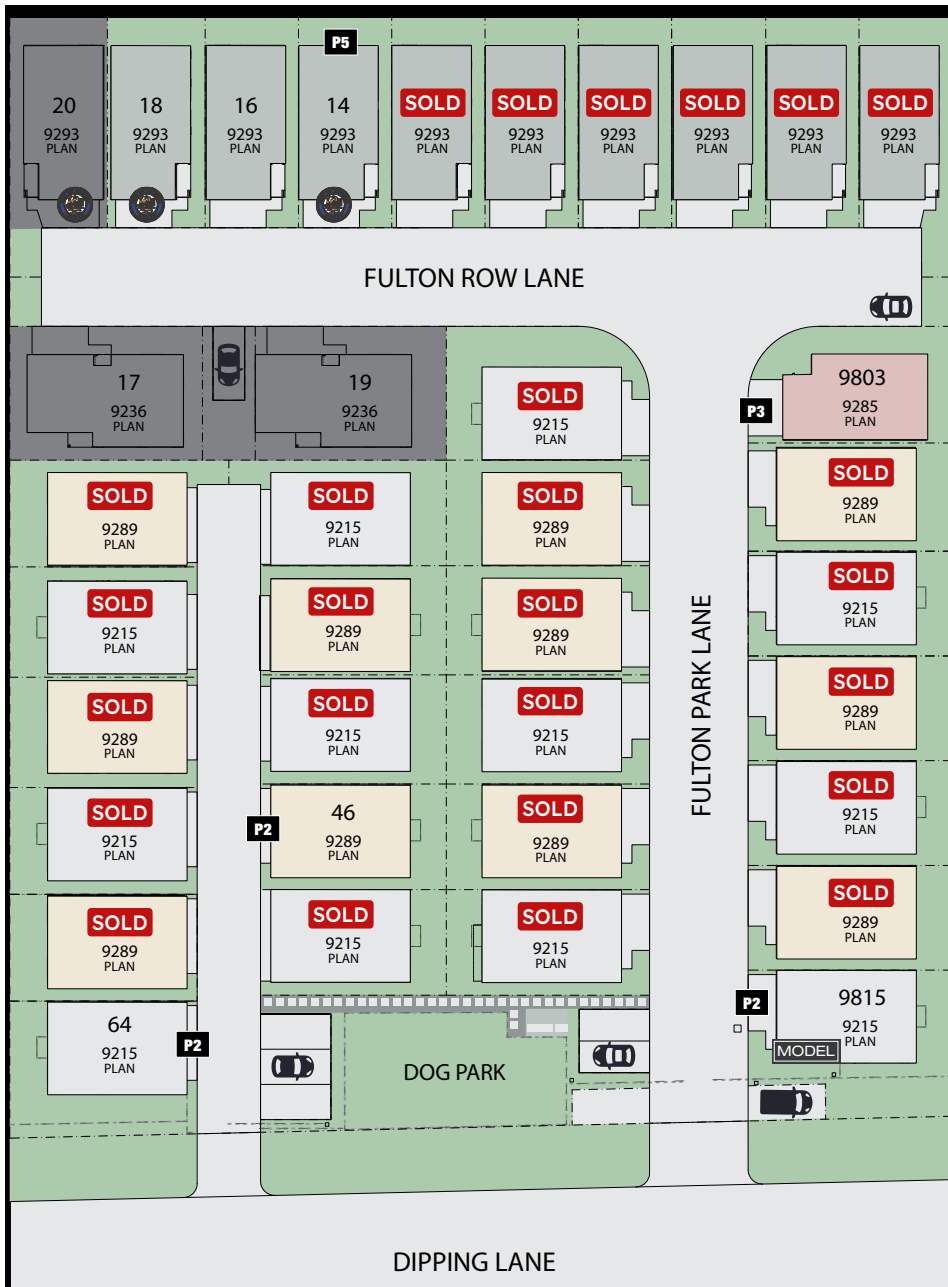 P5
20
9293
PLAN
18
9293
PLAN
16
9293
PLAN
14
9293
PLAN
SOLD
9293
PLAN
SOLD
9293
PLAN
SOLD
9293
PLAN
SOLD
9293
PLAN
SOLD
9293
PLAN
SOLD
9293
PLAN
FULTON ROW LANE
17
9236
PLAN
19
9236
PLAN
SOLD
9215
PLAN
P3
9803
9285
PLAN
SOLD
9289
PLAN
SOLD
9215
PLAN
SOLD
9289
PLAN
SOLD
9289
PLAN
SOLD
9215
PLAN
SOLD
9289
PLAN
SOLD
9289
PLAN
SOLD
9215
PLAN
FULTON PARK LANE
SOLD
9289
PLAN
SOLD
9215
PLAN
SOLD
9215
PLAN
SOLD
9289
PLAN
SOLD
9215
PLAN
P2
46
9289
PLAN
SOLD
9289
PLAN
SOLD
9215
PLAN
SOLD
9289
PLAN
SOLD
9215
PLAN
SOLD
9215
PLAN
SOLD
9289
PLAN
64
9215
PLAN
P2
DOG PARK
P2
9815
9215
PLAN
MODEL
DIPPING LANE